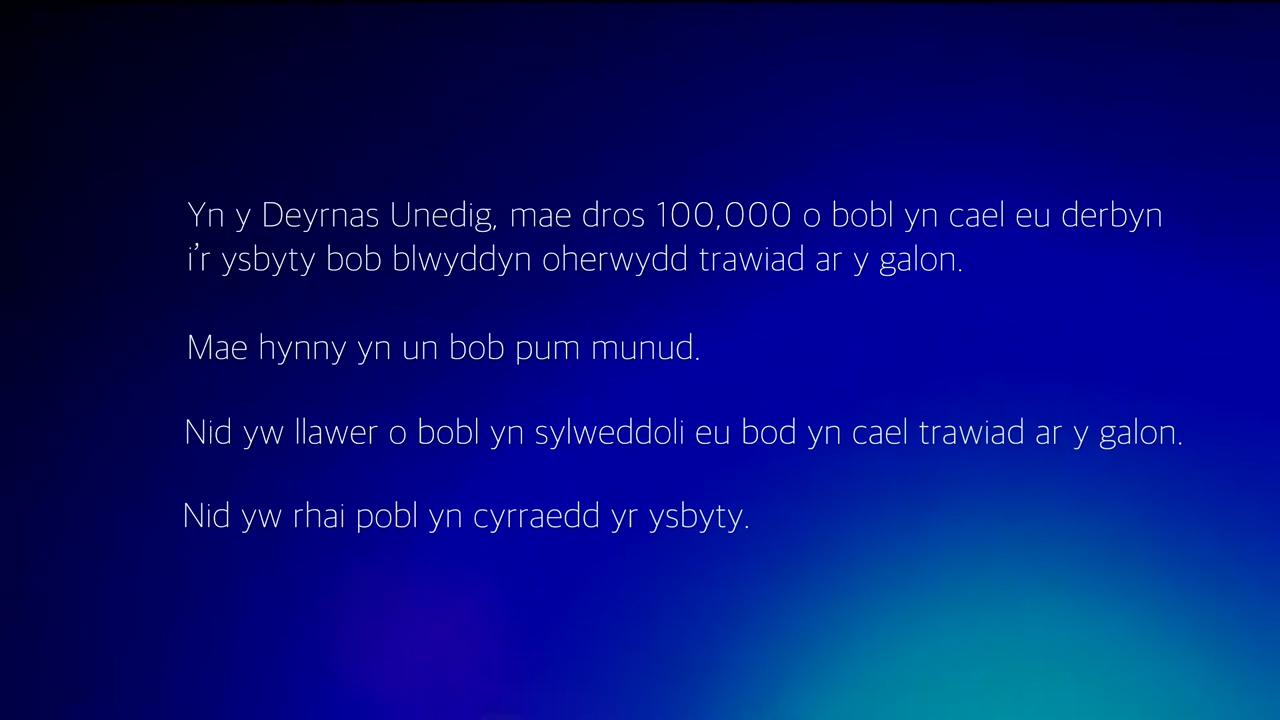 Yn y Deyrnas Unedig, mae dros 100,000 o bobl yn cael eu derbyn
i'r ysbyty bob blwyddyn oherwydd trawiad ar y galon.
Mae hynny yn un bob pum munud.
Nid yw llawer o bobl yn sylweddoli eu bod yn cael trawiad ar y galon.
Nid yw rhai pobl yn cyrraedd yr ysbyty.